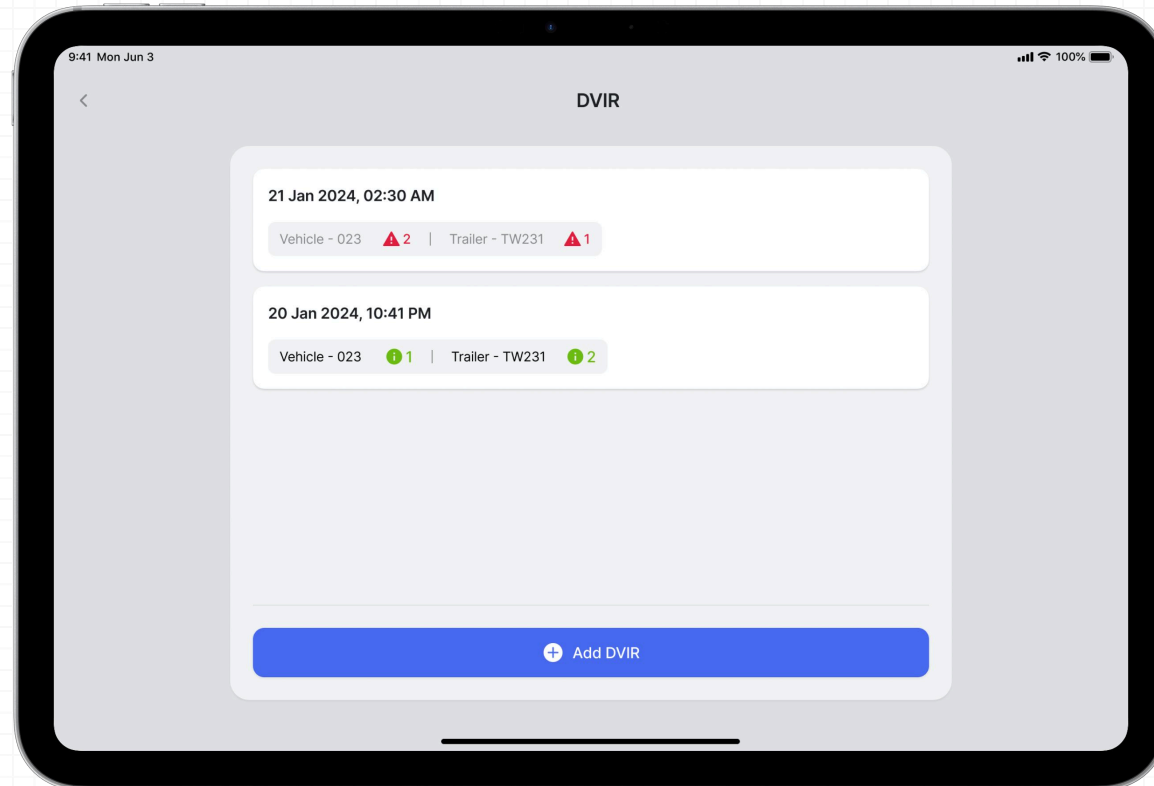 9:41 Mon Jun 3
100%
DVIR
21 Jan 2024, 02:30 AM
Vehicle - 023 2 | Trailer - TW231 1
20 Jan 2024, 10:41 PM
Vehicle - 023 1 | Trailer - TW231 2
Add DVIR